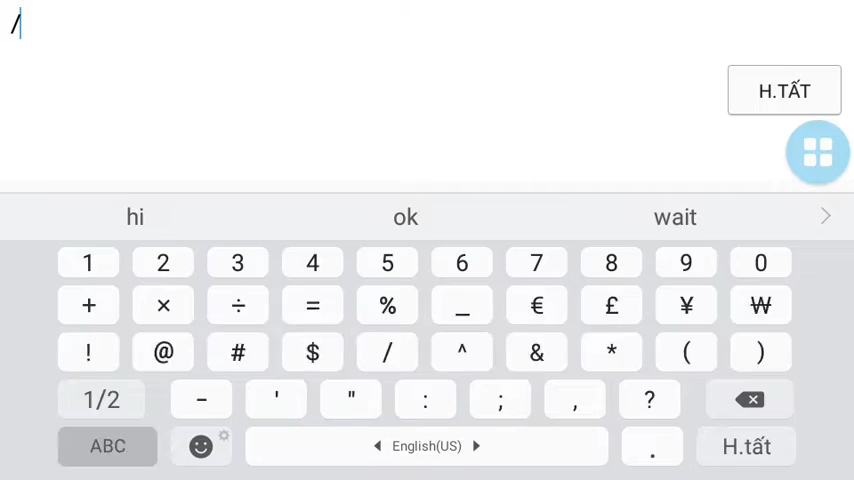 /
H.TẤT
hi ok wait
1 2 3 4 5 6 7 8 9 0
+ × ÷ = % _ € £ ¥ ₩
! @ # $ / ^ & * ( )
1/2 - ' " : ; , ?
ABC English(US) . H.tất